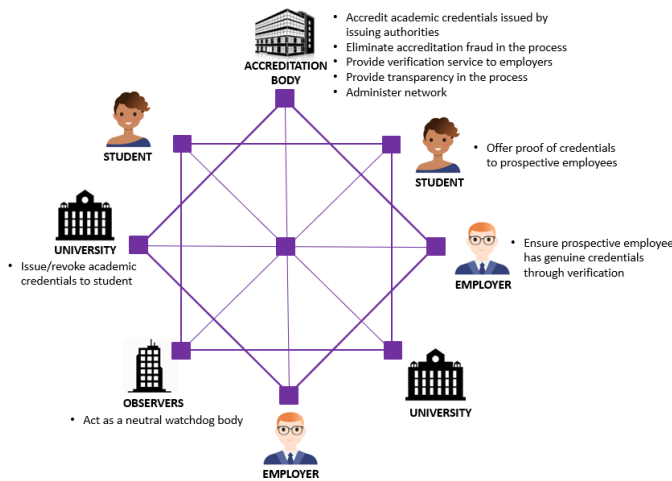 • Accredit academic credentials issued by
issuing authorities
• Eliminate accreditation fraud in the process
• Provide verification service to employers
• Provide transparency in the process
• Administer network
ACCREDITATION
BODY
STUDENT
STUDENT
• Offer proof of credentials
to prospective employees
UNIVERSITY
• Issue/revoke academic
credentials to student
EMPLOYER
• Ensure prospective employee
has genuine credentials
through verification
OBSERVERS
• Act as a neutral watchdog body
UNIVERSITY
EMPLOYER